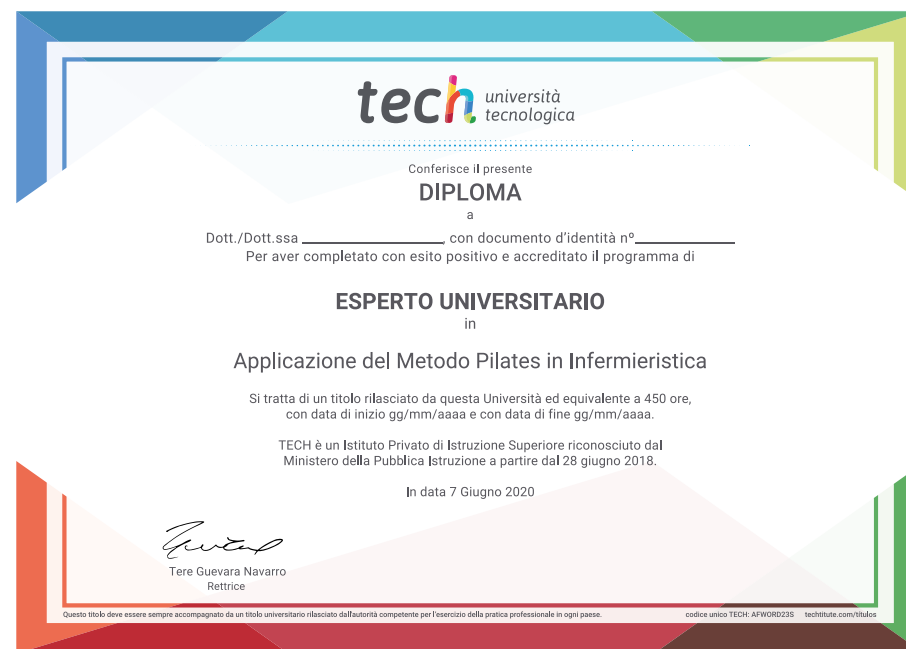 tech università
tecnologica
Conferisce il presente
DIPLOMA
a
Dott./Dott.ssa ____________________, con documento d'identità nº______________
Per aver completato con esito positivo e accreditato il programma di
ESPERTO UNIVERSITARIO
in
Applicazione del Metodo Pilates in Infermieristica
Si tratta di un titolo rilasciato da questa Università ed equivalente a 450 ore,
con data di inizio gg/mm/aaaa e con data di fine gg/mm/aaaa.
TECH è un Istituto Privato di Istruzione Superiore riconosciuto dal
Ministero della Pubblica Istruzione a partire dal 28 giugno 2018.
In data 7 Giugno 2020
Tere Guevara Navarro
Rettrice
Questo titolo deve essere sempre accompagnato da un titolo universitario rilasciato dall'autorità competente per l'esercizio della pratica professionale in ogni paese. codice unico TECH: AFWORD23S techtitute.com/titulos